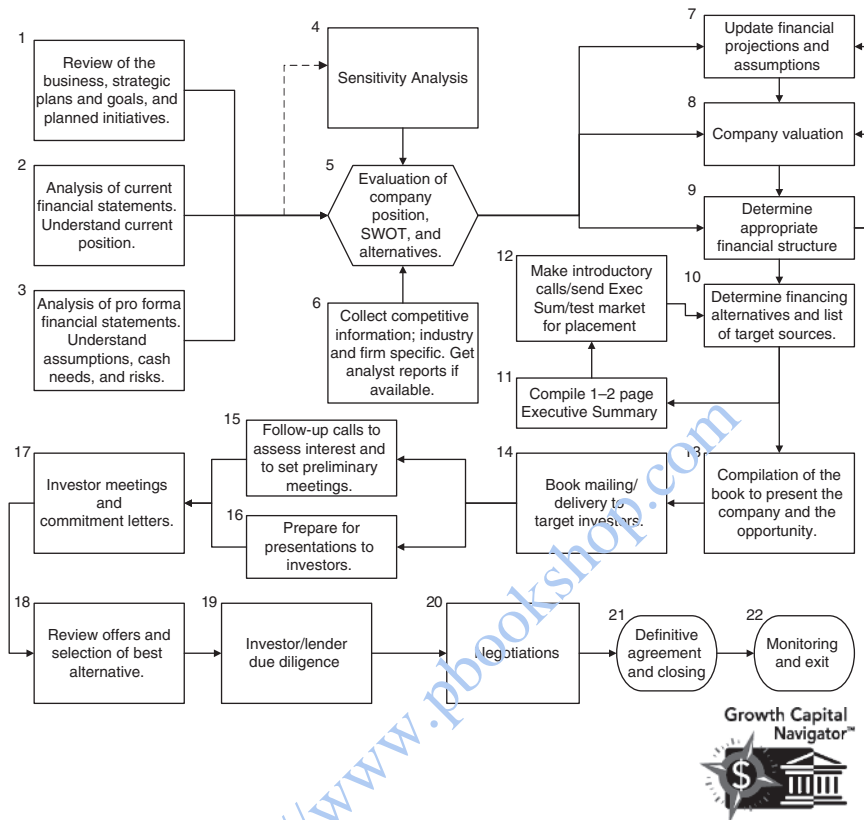 1
Review of the
business, strategic
plans and goals, and
planned initiatives.
2
Analysis of current
financial statements.
Understand current
position.
3
Analysis of pro forma
financial statements.
Understand
assumptions, cash
needs, and risks.
4
Sensitivity Analysis
5
Evaluation of
company
position,
SWOT, and
alternatives.
6
Collect competitive
information; industry
and firm specific. Get
analyst reports if
available.
7
Update financial
projections and
assumptions
8
Company valuation
9
Determine
appropriate
financial structure
10
Determine financing
alternatives and list
of target sources.
11
Compile 1–2 page
Executive Summary
12
Make introductory
calls/send Exec
Sum/test market
for placement
13
Compilation of the
book to present the
company and the
opportunity.
14
Book mailing/
delivery to
target investors.
15
Follow-up calls to
assess interest and
to set preliminary
meetings.
16
Prepare for
presentations to
investors.
17
Investor meetings
and
commitment letters.
18
Review offers and
selection of best
alternative.
19
Investor/lender
due diligence
20
Negotiations
21
Definitive
agreement
and closing
22
Monitoring
and exit
Growth Capital
Navigator™
$
//www.pbookshop.com